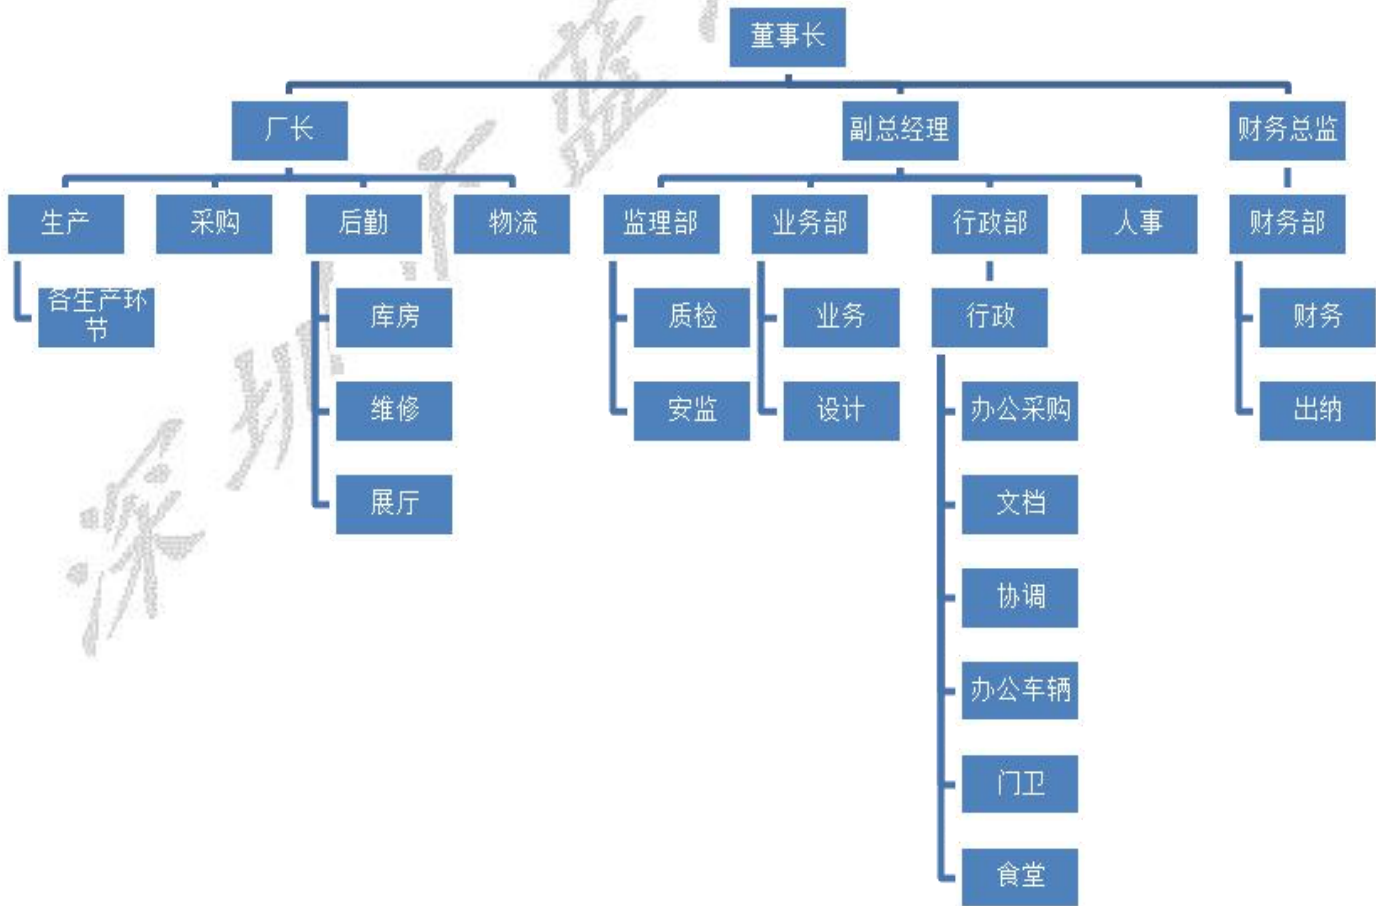 董事长
厂长
副总经理
财务总监
生产
采购
后勤
物流
监理部
业务部
行政部
人事
财务部
各生产环
节
库房
质检
业务
行政
财务
维修
安监
设计
办公采购
出纳
展厅
文档
协调
办公车辆
门卫
食堂
深圳市蓝